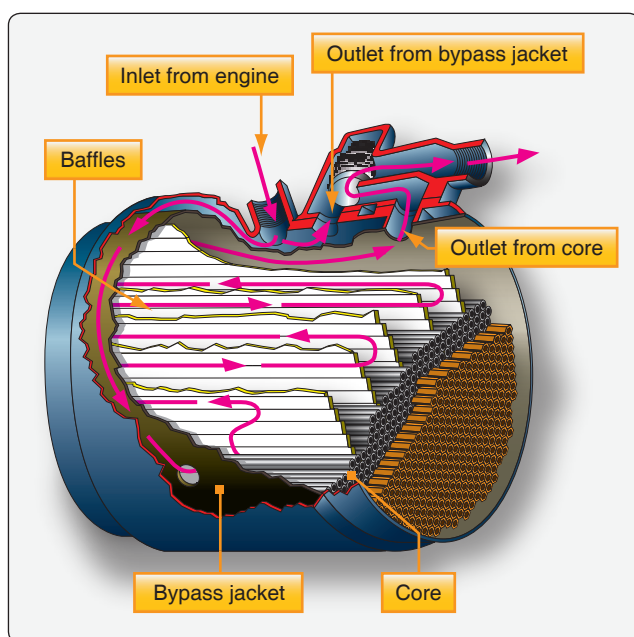 Outlet from bypass jacket
Inlet from engine
Baffles
Outlet from core
Bypass jacket
Core